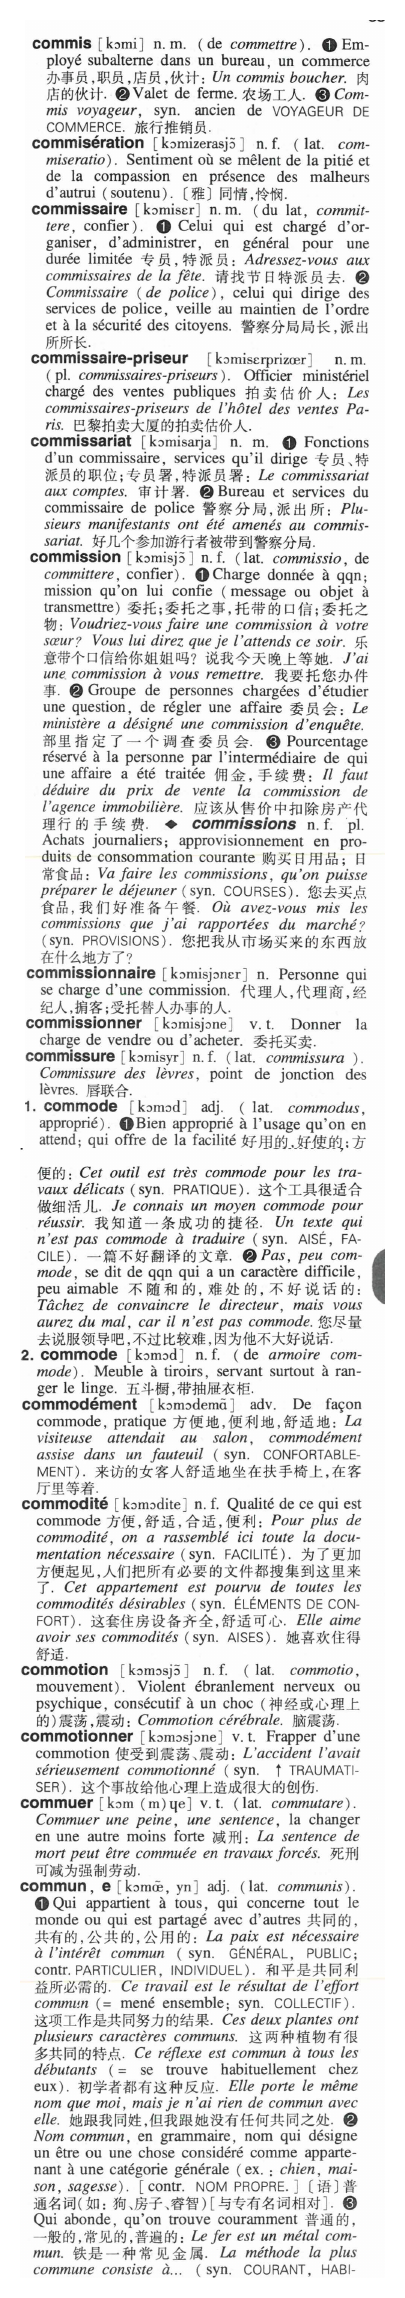 commis [kɔmi] n. m. (de commettre). ❶ Em-
ployé subalterne dans un bureau, un commerce
办事员,职员,店员,伙计: Un commis boucher. 肉
店的伙计. ❷ Valet de ferme. 农场工人. ❸ Com-
mis voyageur, syn. ancien de VOYAGEUR DE
COMMERCE. 旅行推销员.
commisération [kɔmizerasjɔ̃] n. f. ( lat. com-
miseratio). Sentiment où se mêlent de la pitié et
de la compassion en présence des malheurs
d'autrui (soutenu). 〔雅〕同情,怜悯.
commissaire [kɔmisɛr] n. m. (du lat, commit-
tere, confier). ❶ Celui qui est chargé d'or-
ganiser, d'administrer, en général pour une
durée limitée 专员,特派员: Adressez-vous aux
commissaires de la fête. 请找节日特派员去. ❷
Commissaire (de police), celui qui dirige des
services de police, veille au maintien de l'ordre
et à la sécurité des citoyens. 警察分局局长,派出
所所长.
commissaire-priseur [kɔmisɛrprizœr] n. m.
(pl. commissaires-priseurs). Officier ministériel
chargé des ventes publiques 拍卖估价人: Les
commissaires-priseurs de l'hôtel des ventes Pa-
ris. 巴黎拍卖大厦的拍卖估价人.
commissariat [kɔmisarja] n. m. ❶ Fonctions
d'un commissaire, services qu'il dirige 专员、特
派员的职位;专员署,特派员署: Le commissariat
aux comptes. 审计署. ❷ Bureau et services du
commissaire de police 警察分局,派出所: Plu-
sieurs manifestants ont été amenés au commis-
sariat. 好几个参加游行者被带到警察分局.
commission [kɔmisjɔ̃] n. f. (lat. commissio, de
committere, confier). ❶ Charge donnée à qqn;
mission qu'on lui confie (message ou objet à
transmettre) 委托;委托之事,托带的口信;委托之
物: Voudriez-vous faire une commission à votre
sœur? Vous lui direz que je l'attends ce soir. 乐
意带个口信给你姐姐吗? 说我今天晚上等她. J'ai
une commission à vous remettre. 我要托您办件
事. ❷ Groupe de personnes chargées d'étudier
une question, de régler une affaire 委员会: Le
ministère a désigné une commission d'enquête.
部里指定了一个调查委员会. ❸ Pourcentage
réservé à la personne par l'intermédiaire de qui
une affaire a été traitée 佣金,手续费: Il faut
déduire du prix de vente la commission de
l'agence immobilière. 应该从售价中扣除房产代
理行的手续费. ◆ commissions n. f. pl.
Achats journaliers; approvisionnement en pro-
duits de consommation courante 购买日用品; 日
常食品: Va faire les commissions, qu'on puisse
préparer le déjeuner (syn. COURSES). 您去买点
食品,我们好准备午餐. Où avez-vous mis les
commissions que j'ai rapportées du marché?
(syn. PROVISIONS). 您把我从市场买来的东西放
在什么地方了?
commissionnaire [kɔmisjɔnɛr] n. Personne qui
se charge d'une commission. 代理人,代理商,经
纪人,掮客;受托替人办事的人.
commissionner [kɔmisjɔne] v. t. Donner la
charge de vendre ou d'acheter. 委托买卖.
commissure [kɔmisyr] n. f. (lat. commissura ).
Commissure des lèvres, point de jonction des
lèvres. 唇联合.
1. commode [kɔmɔd] adj. ( lat. commodus,
approprié). ❶ Bien approprié à l'usage qu'on en
attend; qui offre de la facilité 好用的,好使的;方
便的: Cet outil est très commode pour les tra-
vaux délicats (syn. PRATIQUE). 这个工具很适合
做细活儿. Je connais un moyen commode pour
réussir. 我知道一条成功的捷径. Un texte qui
n'est pas commode à traduire (syn. AISÉ, FA-
CILE). 一篇不好翻译的文章. ❷ Pas, peu com-
mode, se dit de qqn qui a un caractère difficile,
peu aimable 不随和的,难处的,不好说话的:
Tâchez de convaincre le directeur, mais vous
aurez du mal, car il n'est pas commode. 您尽量
去说服领导吧,不过比较难,因为他不大好说话.
2. commode [kɔmɔd] n. f. ( de armoire com-
mode). Meuble à tiroirs, servant surtout à ran-
ger le linge. 五斗橱,带抽屉衣柜.
commodément [kɔmɔdemɑ̃] adv. De façon
commode, pratique 方便地,便利地,舒适地: La
visiteuse attendait au salon, commodément
assise dans un fauteuil ( syn. CONFORTABLE-
MENT). 来访的女客人舒适地坐在扶手椅上,在客
厅里等着.
commodité [kɔmɔdite] n. f. Qualité de ce qui est
commode 方便,舒适,合适,便利: Pour plus de
commodité, on a rassemblé ici toute la docu-
mentation nécessaire (syn. FACILITÉ). 为了更加
方便起见,人们把所有必要的文件都搜集到这里来
了. Cet appartement est pourvu de toutes les
commodités désirables (syn. ÉLÉMENTS DE CON-
FORT). 这套住房设备齐全,舒适可心. Elle aime
avoir ses commodités (syn. AISES). 她喜欢住得
舒适.
commotion [kɔmɔsjɔ̃] n. f. ( lat. commotio,
mouvement). Violent ébranlement nerveux ou
psychique, consécutif à un choc (神经或心理上
的)震荡,震动: Commotion cérébrale. 脑震荡.
commotionner [kɔmɔsjɔne] v. t. Frapper d'une
commotion 使受到震荡、震动: L'accident l'avait
sérieusement commotionné (syn. ↑ TRAUMATI-
SER). 这个事故给他心理上造成很大的创伤.
commuer [kɔm (m)ɥe] v. t. (lat. commutare).
Commuer une peine, une sentence, la changer
en une autre moins forte 减刑: La sentence de
mort peut être commuée en travaux forcés. 死刑
可减为强制劳动.
commun, e [kɔmœ̃, yn] adj. (lat. communis).
❶ Qui appartient à tous, qui concerne tout le
monde ou qui est partagé avec d'autres 共同的,
共有的,公共的,公用的: La paix est nécessaire
à l'intérêt commun ( syn. GÉNÉRAL, PUBLIC;
contr. PARTICULIER, INDIVIDUEL). 和平是共同利
益所必需的. Ce travail est le résultat de l'effort
commun (= mené ensemble; syn. COLLECTIF).
这项工作是共同努力的结果. Ces deux plantes ont
plusieurs caractères communs. 这两种植物有很
多共同的特点. Ce réflexe est commun à tous les
débutants (= se trouve habituellement chez
eux). 初学者都有这种反应. Elle porte le même
nom que moi, mais je n'ai rien de commun avec
elle. 她跟我同姓,但我跟她没有任何共同之处. ❷
Nom commun, en grammaire, nom qui désigne
un être ou une chose considéré comme apparte-
nant à une catégorie générale (ex. : chien, mai-
son, sagesse). [contr. NOM PROPRE.] 〔语〕普
通名词(如: 狗、房子、睿智)[与专有名词相对]. ❸
Qui abonde, qu'on trouve couramment 普通的,
一般的,常见的,普遍的: Le fer est un métal com-
mun. 铁是一种常见金属. La méthode la plus
commune consiste à... (syn. COURANT, HABI-